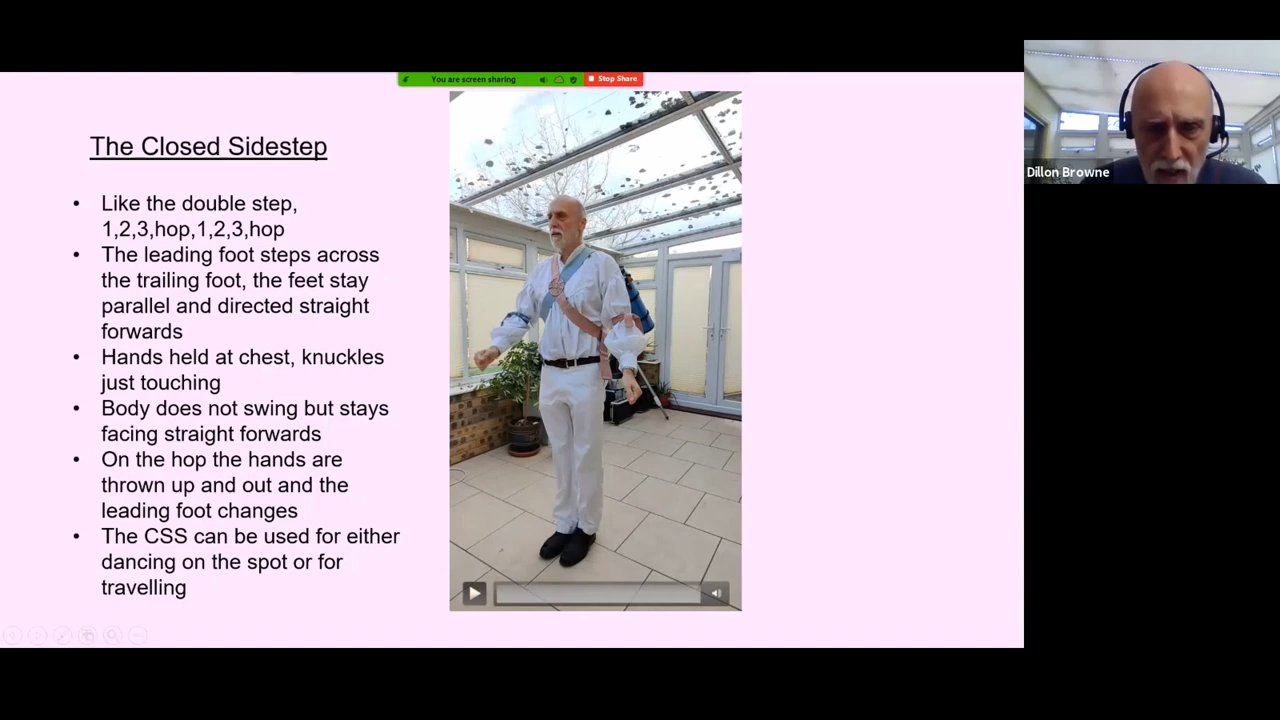 You are screen sharing
Stop Share
The Closed Sidestep
• Like the double step,
1,2,3,hop,1,2,3,hop
• The leading foot steps across
the trailing foot, the feet stay
parallel and directed straight
forwards
• Hands held at chest, knuckles
just touching
• Body does not swing but stays
facing straight forwards
• On the hop the hands are
thrown up and out and the
leading foot changes
• The CSS can be used for either
dancing on the spot or for
travelling
Dillon Browne